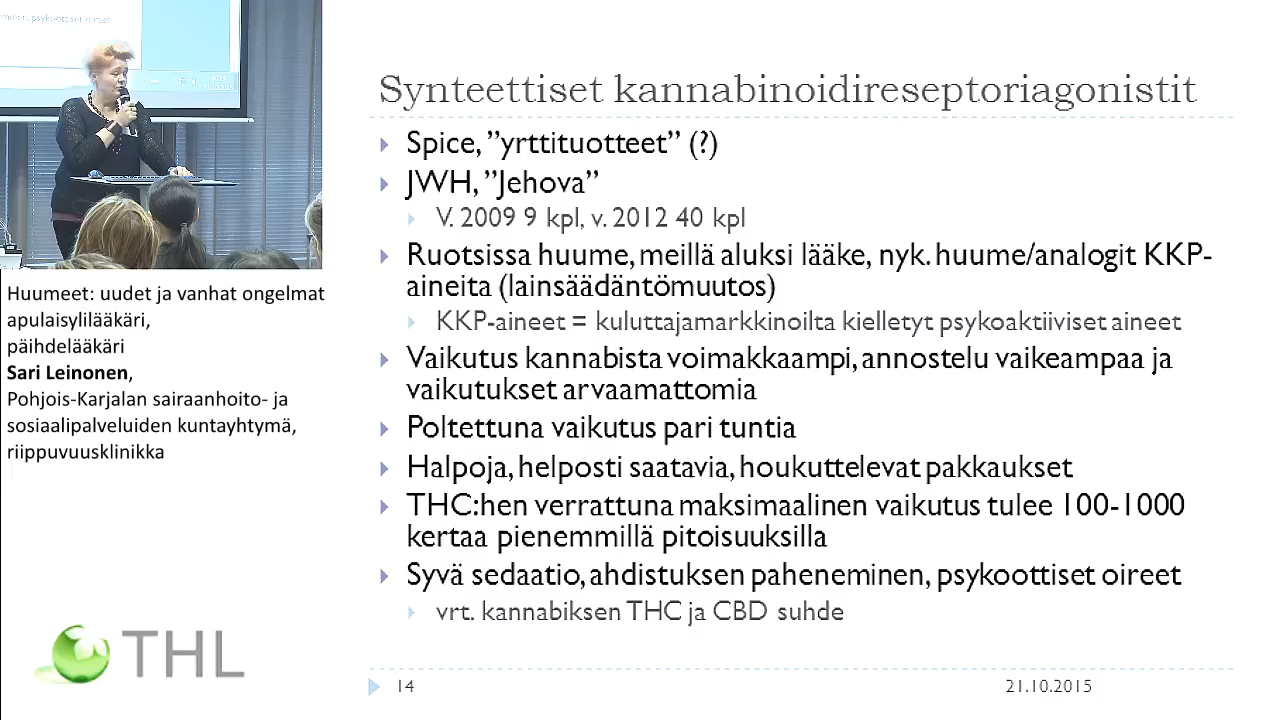 psykoottiset oireet
Huumeet: uudet ja vanhat ongelmat
apulaisylilääkäri,
päihdelääkäri
Sari Leinonen,
Pohjois-Karjalan sairaanhoito- ja
sosiaalipalveluiden kuntayhtymä,
riippuvuusklinikka
THL
Synteettiset kannabinoidireseptoriagonistit
Spice, ”yrttituotteet” (?)
JWH, ”Jehova”
V. 2009 9 kpl, v. 2012 40 kpl
Ruotsissa huume, meillä aluksi lääke, nyk. huume/analogit KKP-
aineita (lainsäädäntömuutos)
KKP-aineet = kuluttajamarkkinoilta kielletyt psykoaktiiviset aineet
Vaikutus kannabista voimakkaampi, annostelu vaikeampaa ja
vaikutukset arvaamattomia
Poltettuna vaikutus pari tuntia
Halpoja, helposti saatavia, houkuttelevat pakkaukset
THC:hen verrattuna maksimaalinen vaikutus tulee 100-1000
kertaa pienemmillä pitoisuuksilla
Syvä sedaatio, ahdistuksen paheneminen, psykoottiset oireet
vrt. kannabiksen THC ja CBD suhde
14
21.10.2015